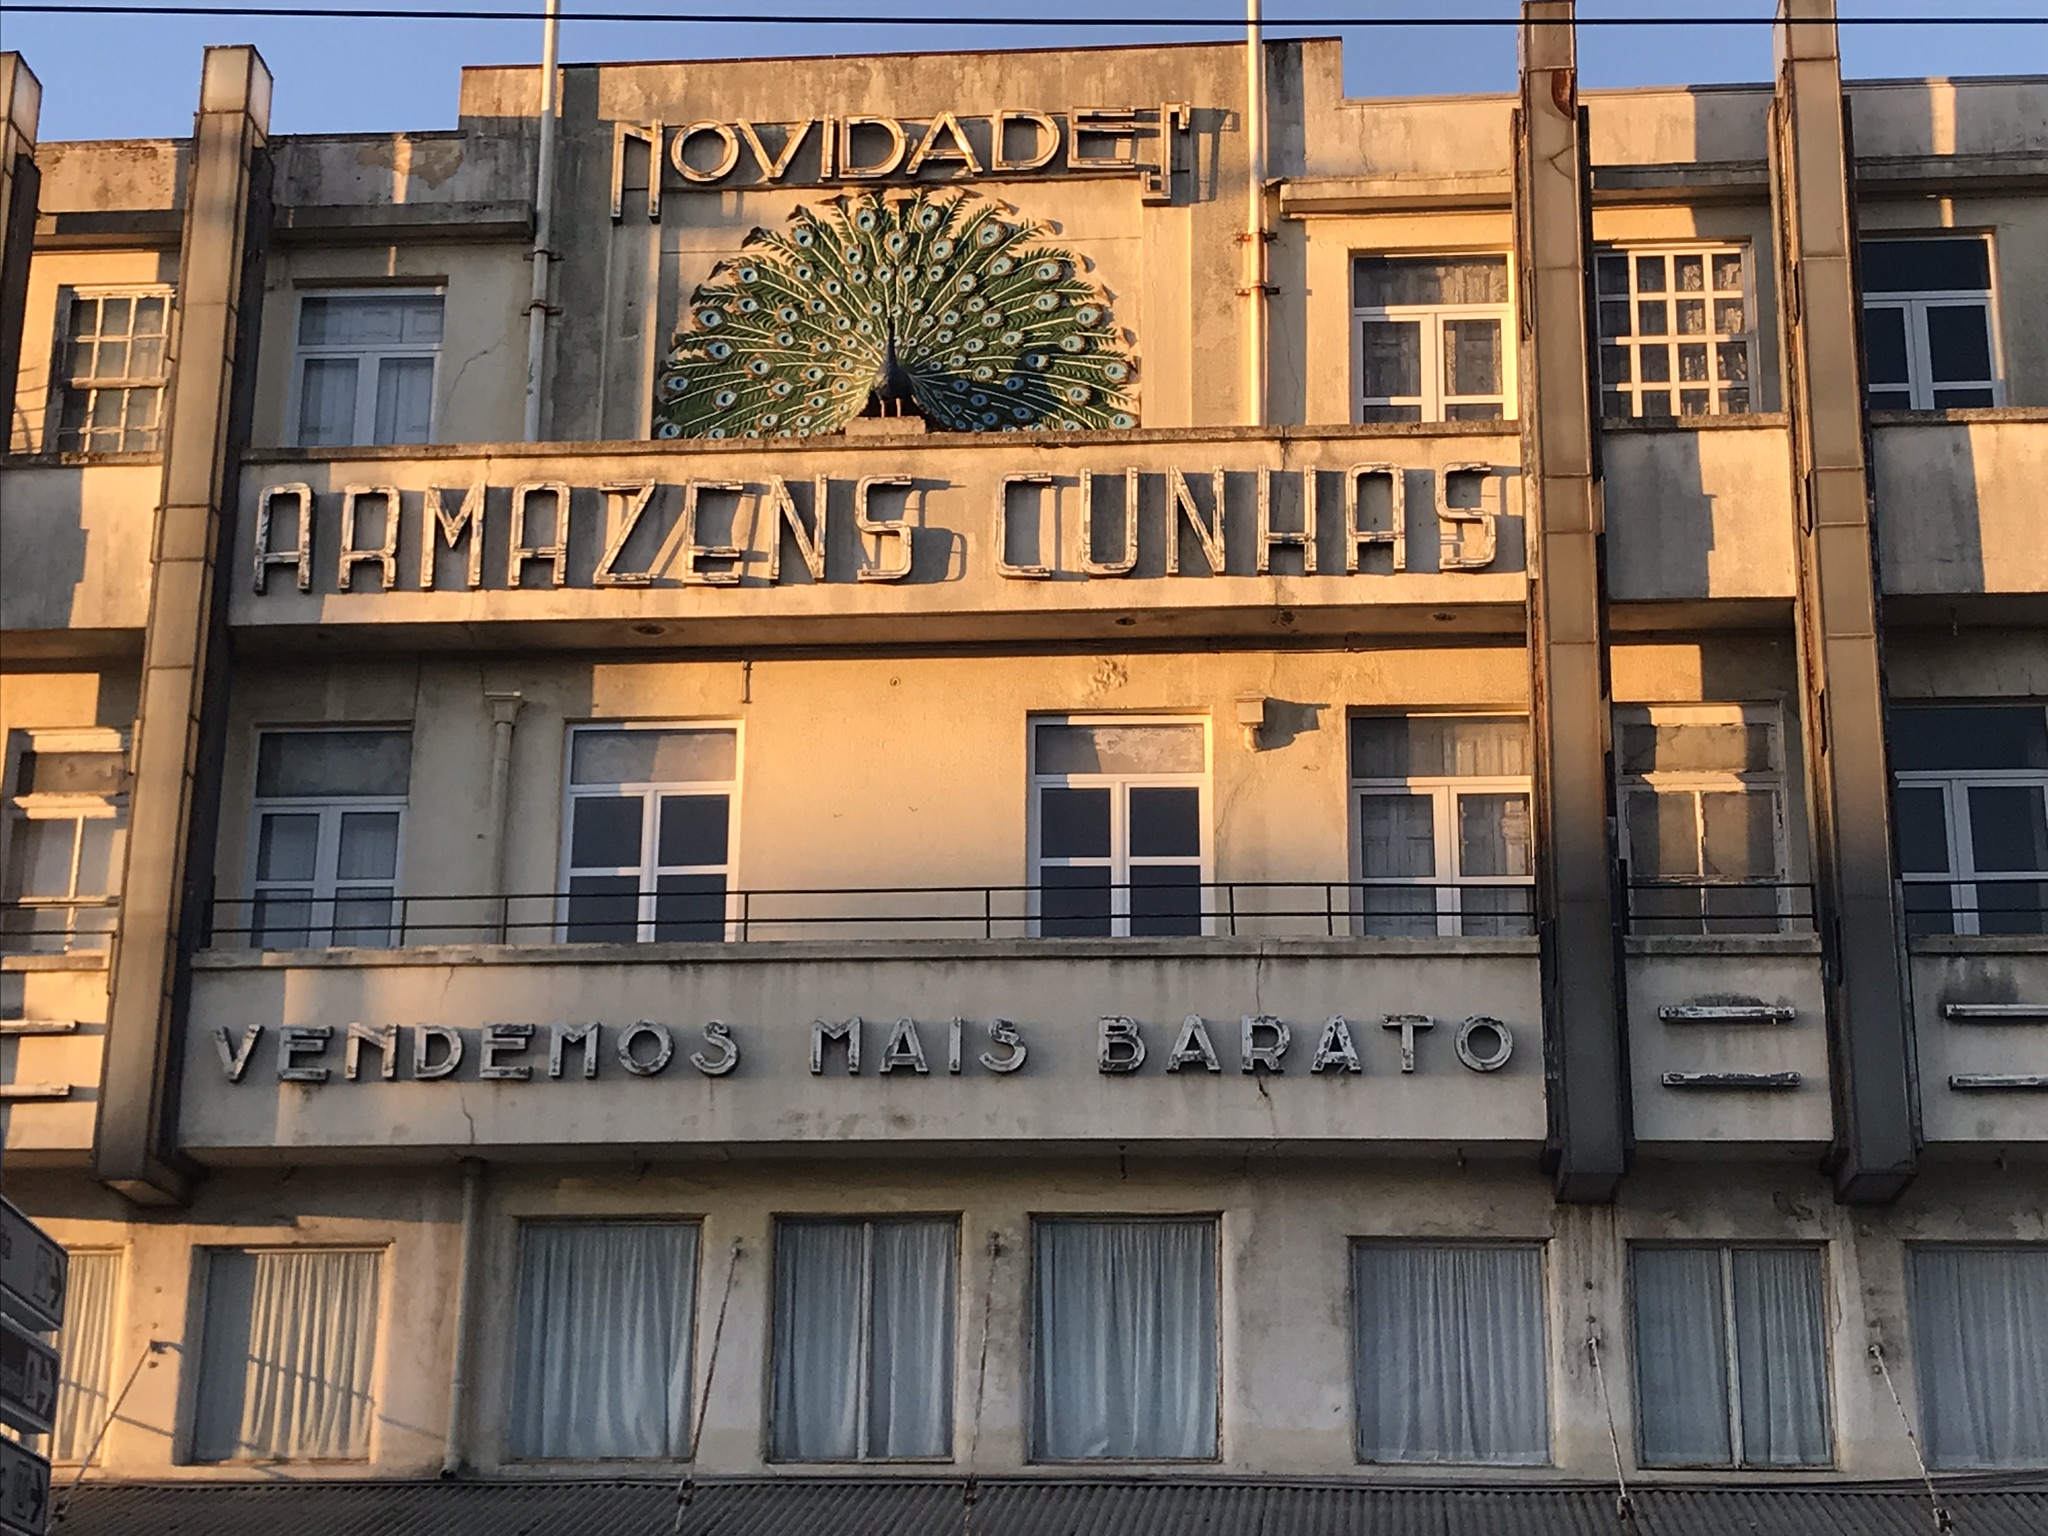 NOVIDADES
ARMAZENS CUNHAS
VENDEMOS MAIS BARATO